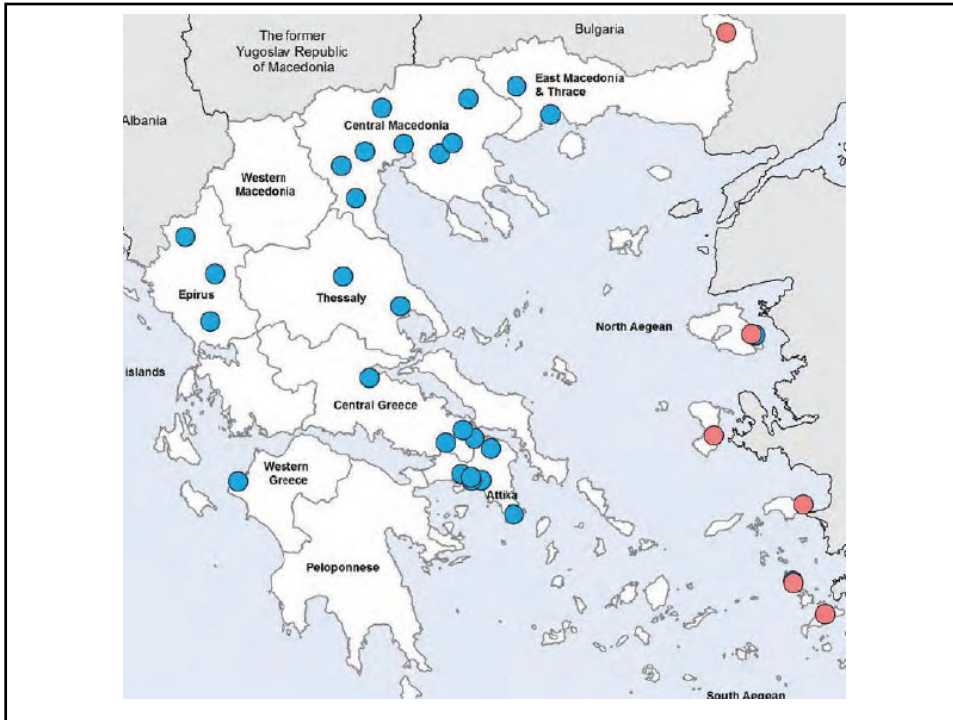 The former
Yugoslav Republic
of Macedonia
Bulgaria
East Macedonia
& Thrace
Albania
Central Macedonia
Western
Macedonia
Epirus
Thessaly
North Aegean
islands
Central Greece
Western
Greece
Attika
Peloponnese
South Aegean